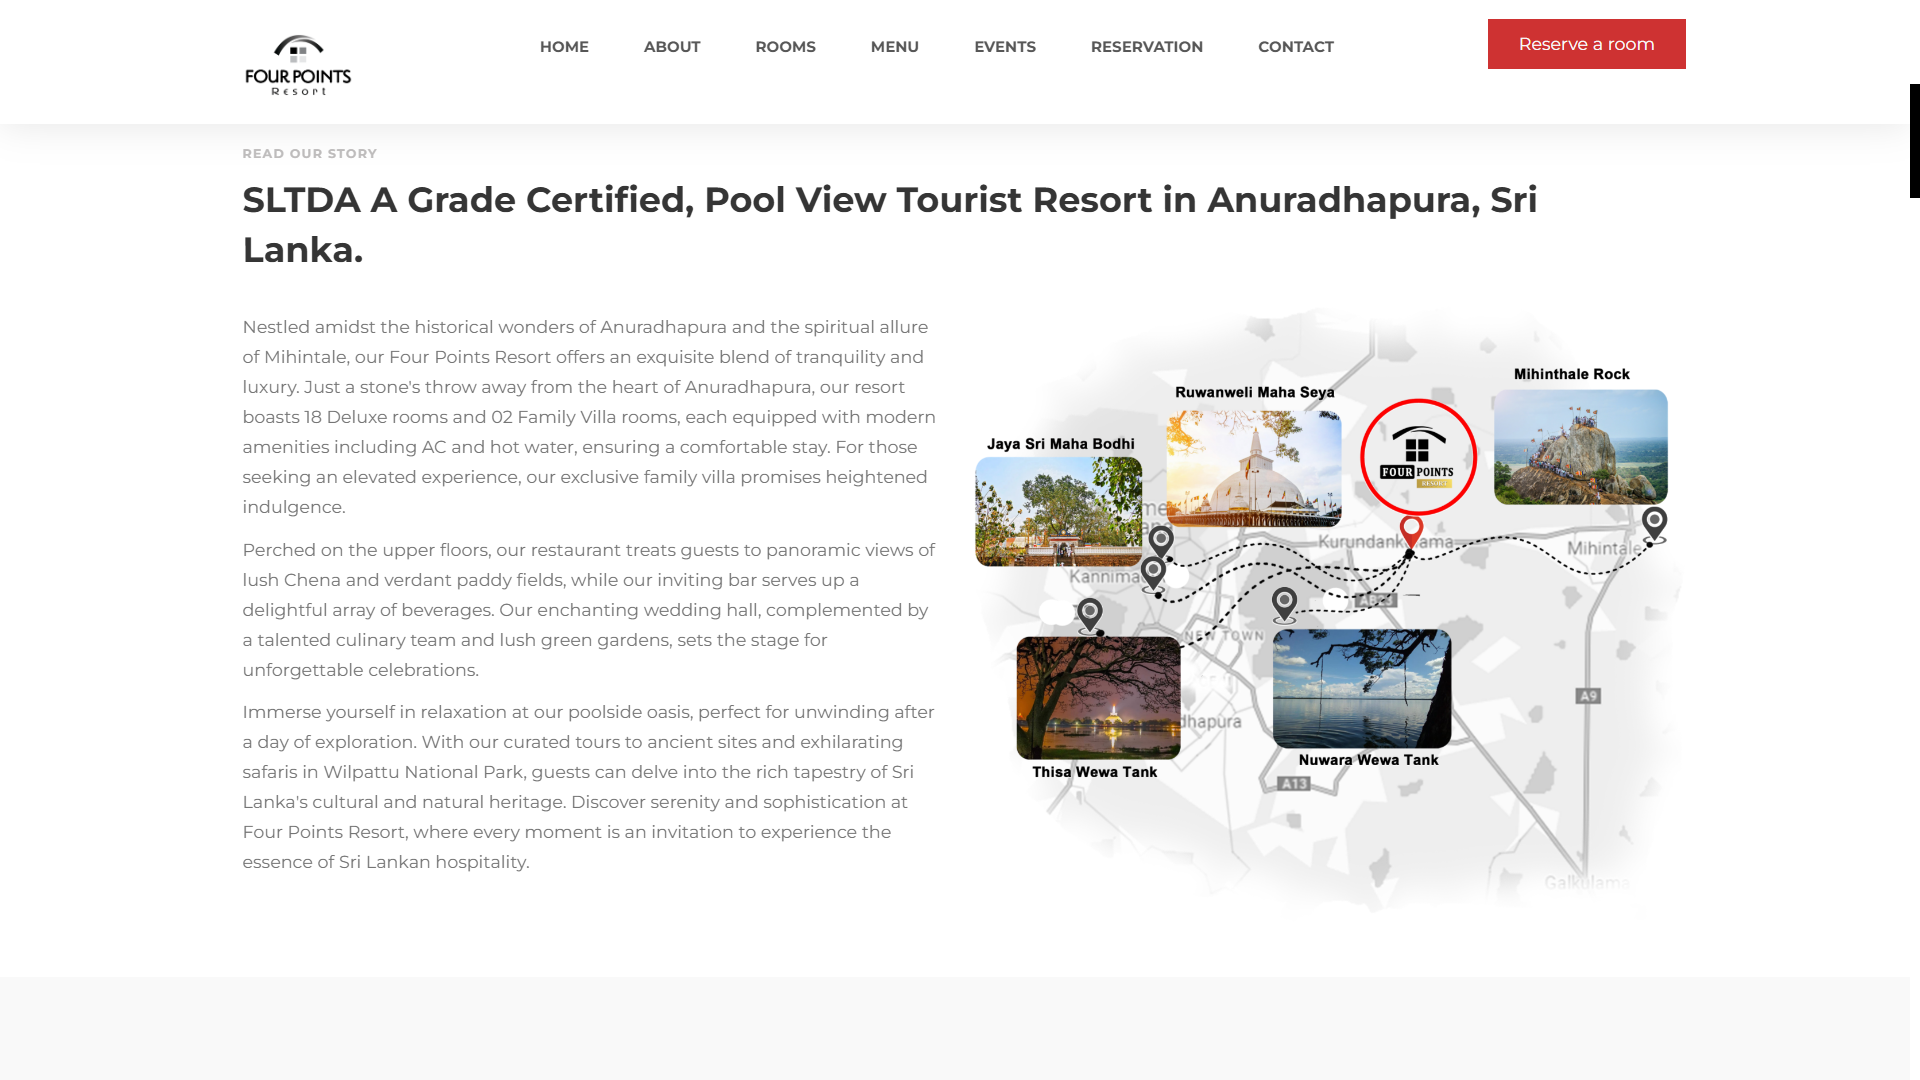 FOUR POINTS
Resort
HOME
ABOUT
ROOMS
MENU
EVENTS
RESERVATION
CONTACT
Reserve a room
READ OUR STORY
SLTDA A Grade Certified, Pool View Tourist Resort in Anuradhapura, Sri
Lanka.
Nestled amidst the historical wonders of Anuradhapura and the spiritual allure
of Mihintale, our Four Points Resort offers an exquisite blend of tranquility and
luxury. Just a stone's throw away from the heart of Anuradhapura, our resort
boasts 18 Deluxe rooms and 02 Family Villa rooms, each equipped with modern
amenities including AC and hot water, ensuring a comfortable stay. For those
seeking an elevated experience, our exclusive family villa promises heightened
indulgence.
Perched on the upper floors, our restaurant treats guests to panoramic views of
lush Chena and verdant paddy fields, while our inviting bar serves up a
delightful array of beverages. Our enchanting wedding hall, complemented by
a talented culinary team and lush green gardens, sets the stage for
unforgettable celebrations.
Immerse yourself in relaxation at our poolside oasis, perfect for unwinding after
a day of exploration. With our curated tours to ancient sites and exhilarating
safaris in Wilpattu National Park, guests can delve into the rich tapestry of Sri
Lanka's cultural and natural heritage. Discover serenity and sophistication at
Four Points Resort, where every moment is an invitation to experience the
essence of Sri Lankan hospitality.
Mihinthale Rock
Ruwanweli Maha Seya
Jaya Sri Maha Bodhi
FOUR POINTS
RESORT
Mihintale
NEW TOWN
A9
dhapura
Nuwara Wewa Tank
Thisa Wewa Tank
A13
Galkulama